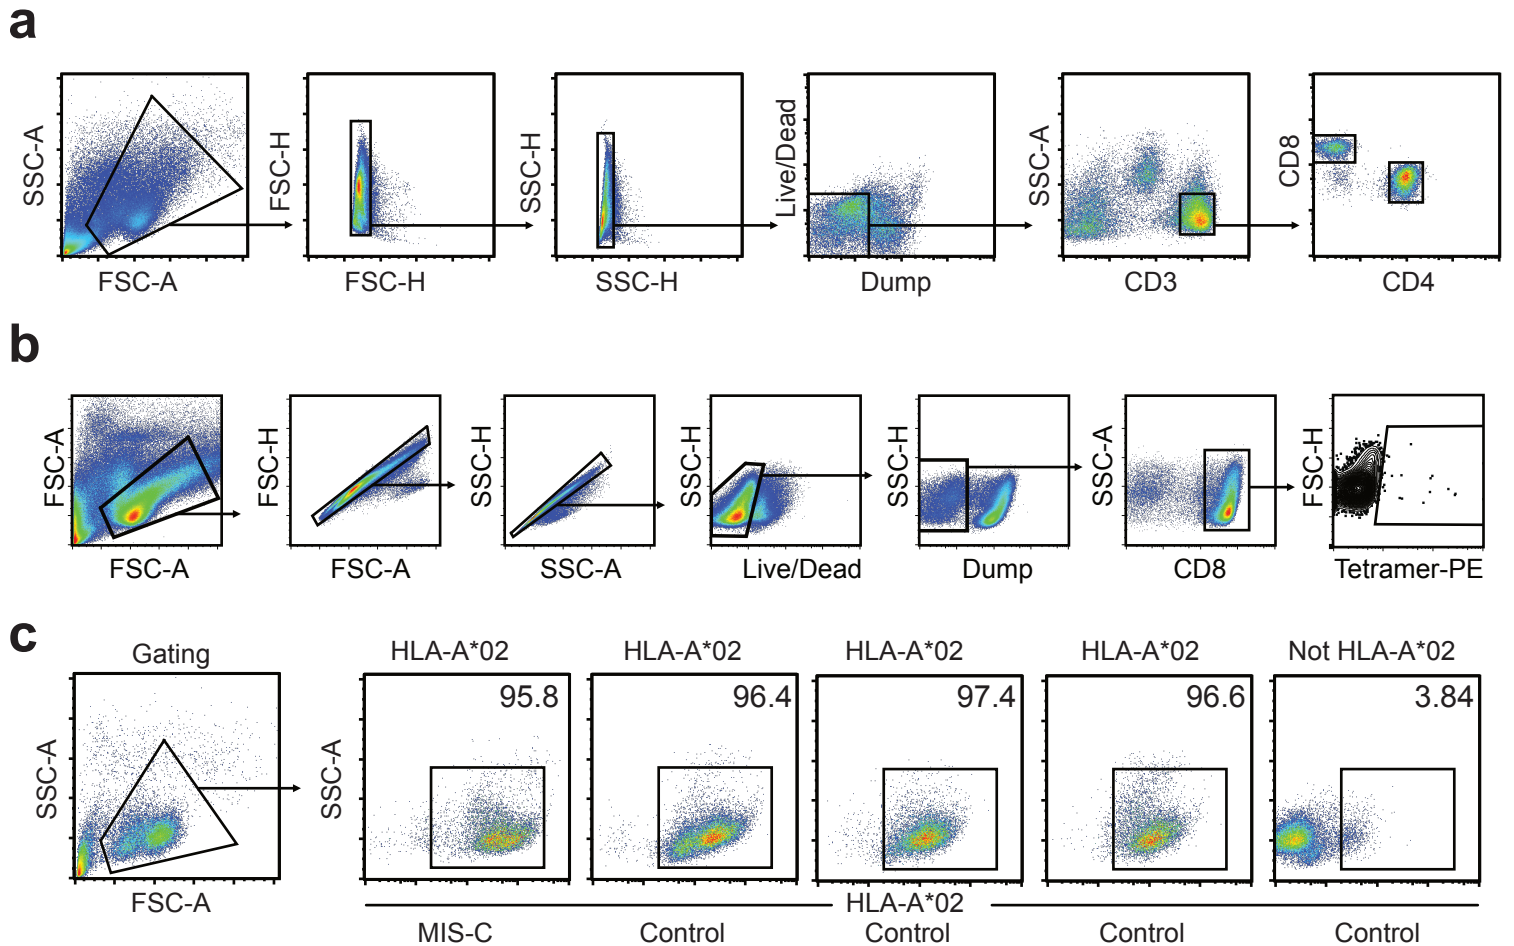 a
SSC-A
FSC-A
FSC-H
FSC-H
SSC-H
SSC-H
Live/Dead
Dump
SSC-A
CD3
CD8
CD4
b
FSC-A
FSC-A
FSC-H
FSC-A
SSC-H
SSC-A
SSC-H
Live/Dead
SSC-H
Dump
SSC-A
CD8
FSC-H
Tetramer-PE
c
Gating
SSC-A
FSC-A
HLA-A*02
HLA-A*02
HLA-A*02
HLA-A*02
Not HLA-A*02
SSC-A
95.8
96.4
97.4
96.6
3.84
HLA-A*02
MIS-C
Control
Control
Control
Control